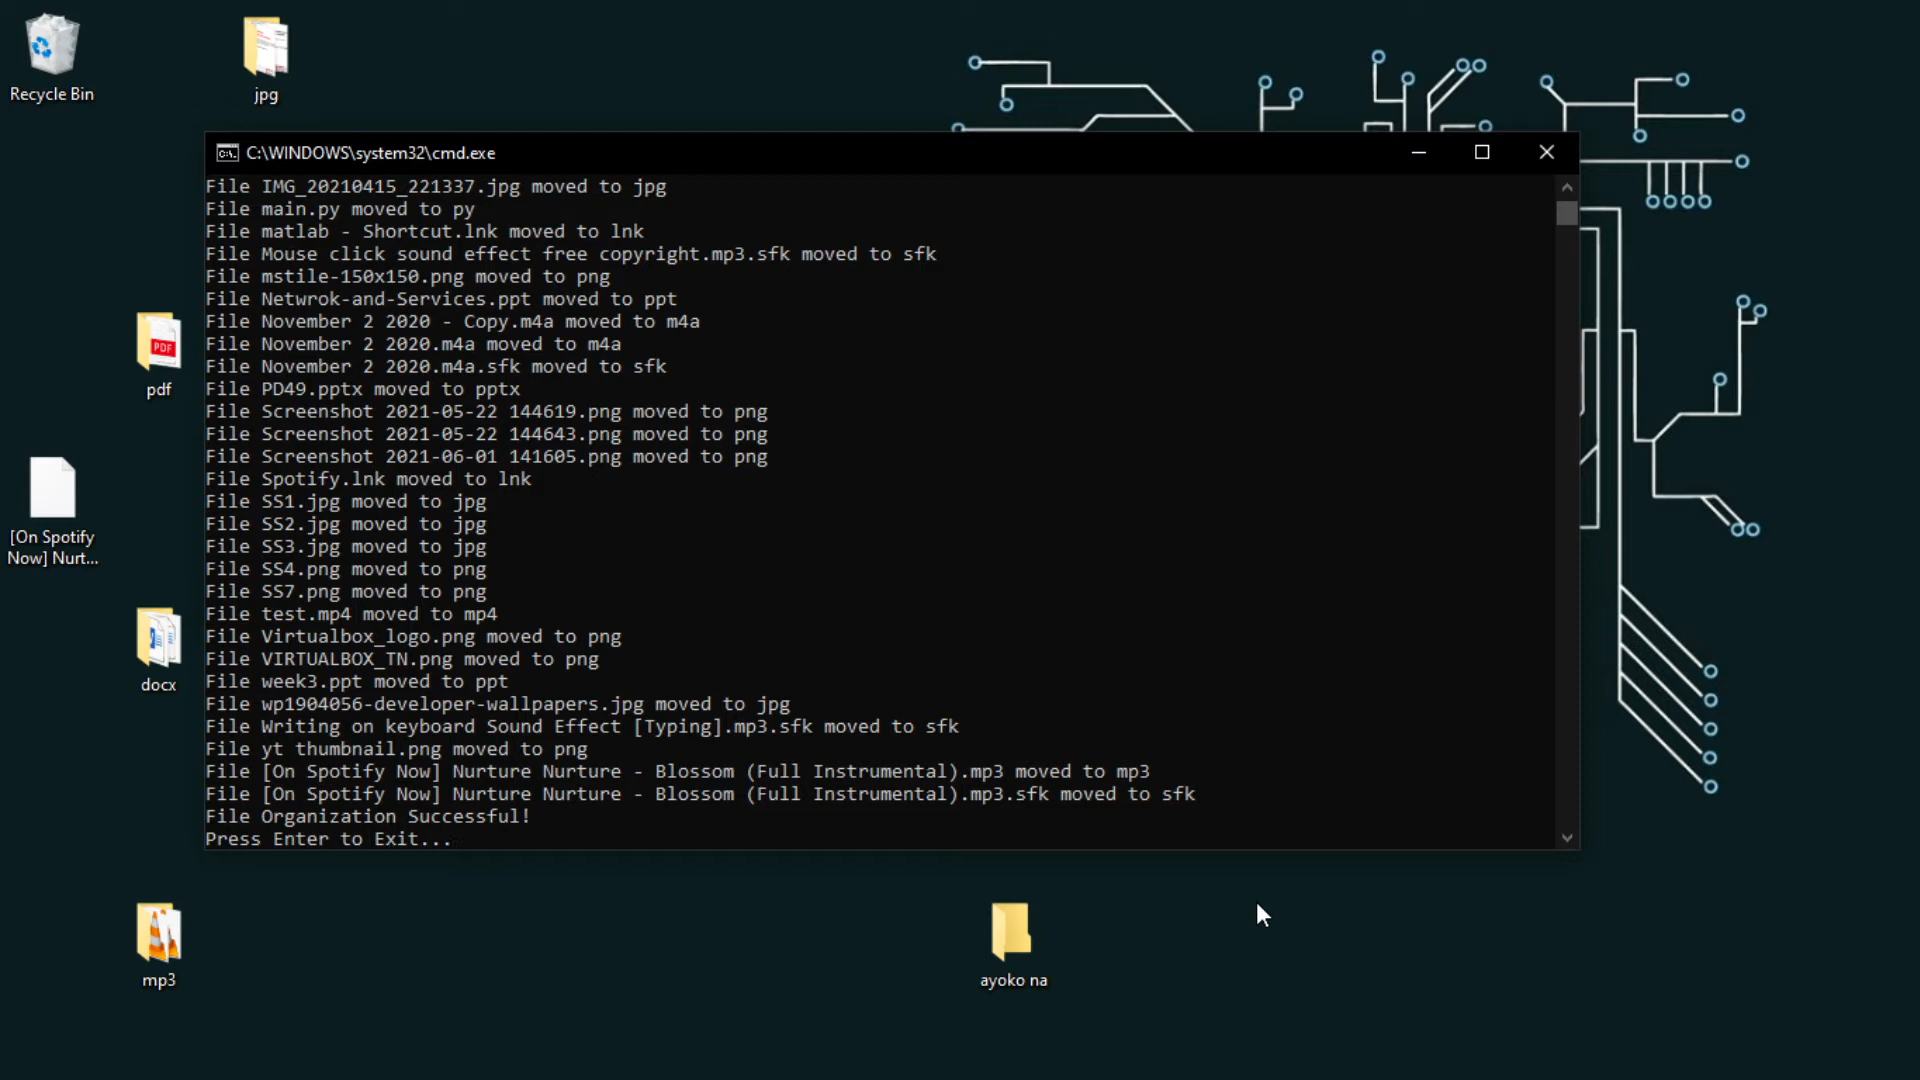 Recycle Bin
jpg
C:\WINDOWS\system32\cmd.exe
File IMG_20210415_221337.jpg moved to jpg
File main.py moved to py
File matlab - Shortcut.lnk moved to lnk
File Mouse click sound effect free copyright.mp3.sfk moved to sfk
File mstile-150x150.png moved to png
File Netwrok-and-Services.ppt moved to ppt
File November 2 2020 - Copy.m4a moved to m4a
File November 2 2020.m4a moved to m4a
File November 2 2020.m4a.sfk moved to sfk
File PD49.pptx moved to pptx
File Screenshot 2021-05-22 144619.png moved to png
File Screenshot 2021-05-22 144643.png moved to png
File Screenshot 2021-06-01 141605.png moved to png
File Spotify.lnk moved to lnk
File SS1.jpg moved to jpg
File SS2.jpg moved to jpg
File SS3.jpg moved to jpg
File SS4.png moved to png
File SS7.png moved to png
File test.mp4 moved to mp4
File Virtualbox_logo.png moved to png
File VIRTUALBOX_TN.png moved to png
File week3.ppt moved to ppt
File wp1904056-developer-wallpapers.jpg moved to jpg
File Writing on keyboard Sound Effect [Typing].mp3.sfk moved to sfk
File yt thumbnail.png moved to png
File [On Spotify Now] Nurture Nurture - Blossom (Full Instrumental).mp3 moved to mp3
File [On Spotify Now] Nurture Nurture - Blossom (Full Instrumental).mp3.sfk moved to sfk
File Organization Successful!
Press Enter to Exit...
PDF
pdf
[On Spotify
Now] Nurt...
docx
mp3
ayoko na